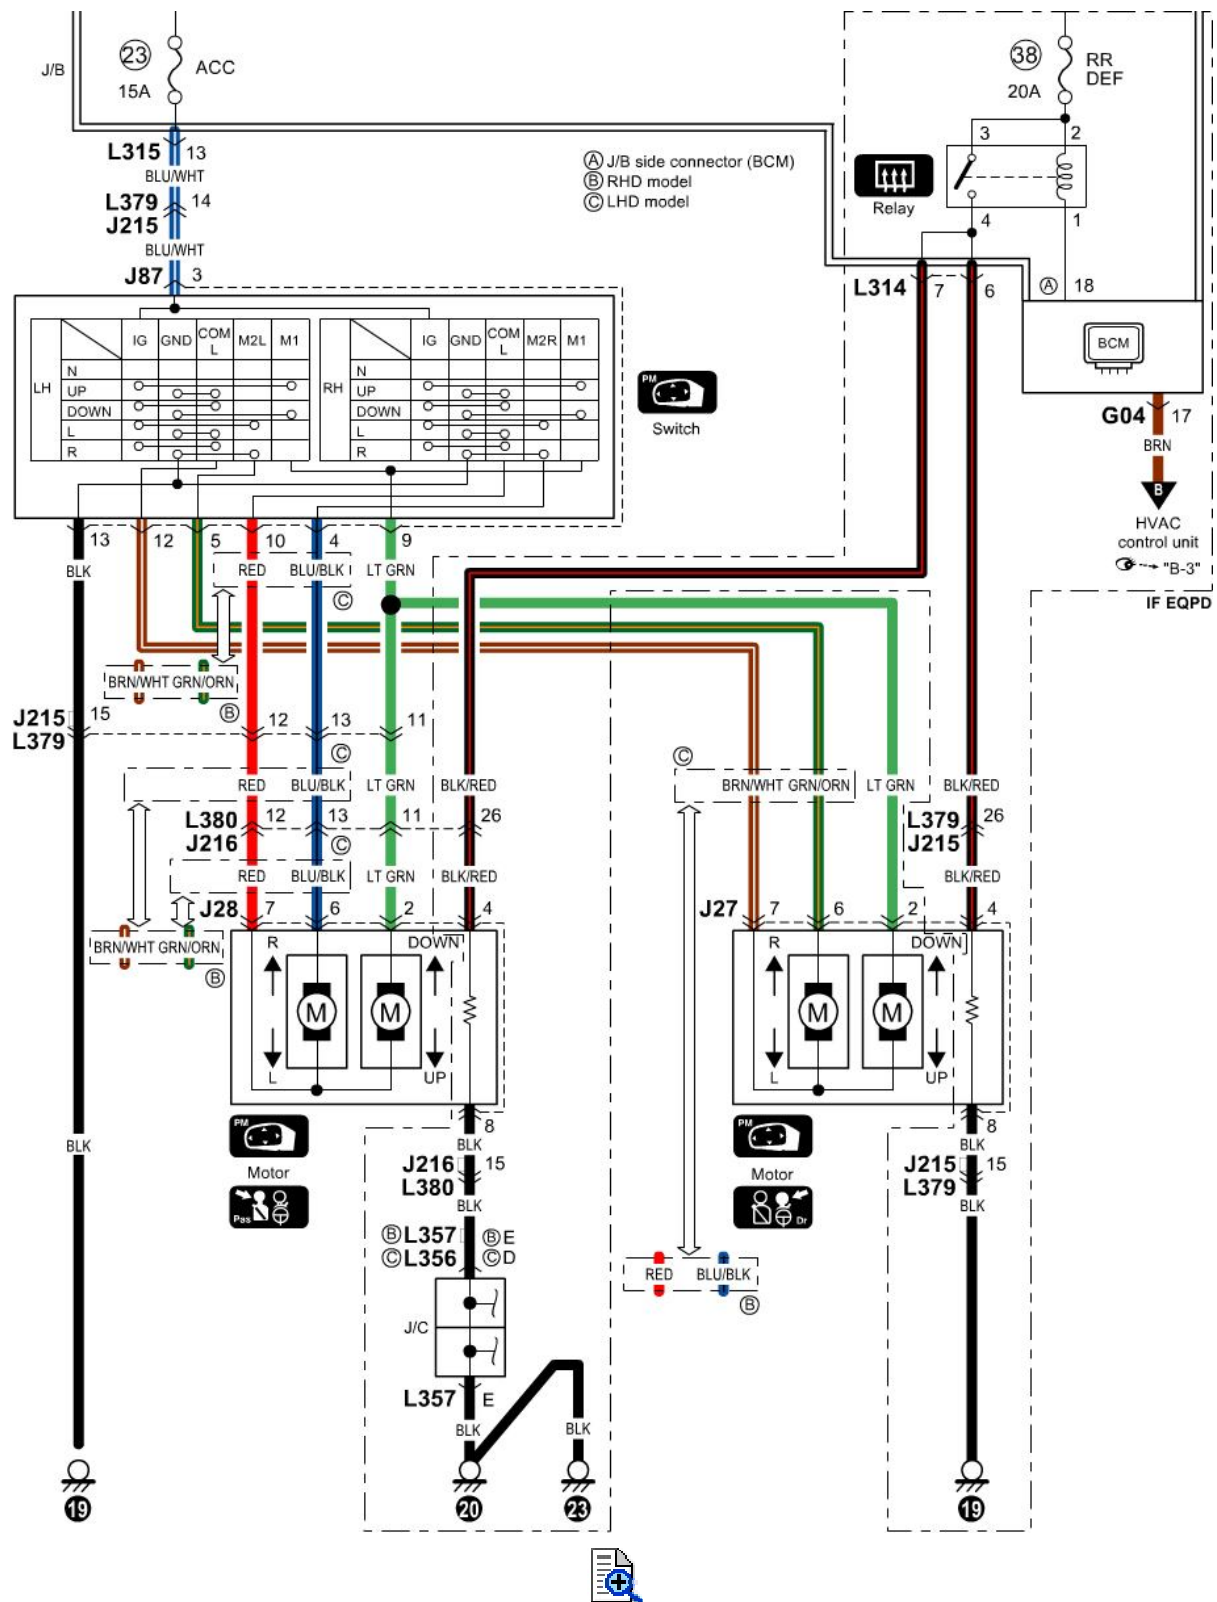 23
ACC
15A
J/B
38
RR
DEF
20A
3
2
L315 13
BLU/WHT
L379 14
J215
BLU/WHT
J87 3
Ⓐ J/B side connector (BCM)
Ⓑ RHD model
Ⓒ LHD model
Relay
4
1
L314 7
6
Ⓐ 18
BCM
G04 17
BRN
B
HVAC
control unit
"B-3"
IF EQPD
LH
IG GND COM L M2L M1
N
UP
DOWN
L
R
RH
IG GND COM L M2R M1
N
UP
DOWN
L
R
PM
Switch
13 12 5 10 4 9
BLK RED BLU/BLK LT GRN
Ⓒ
BRN/WHT GRN/ORN
Ⓑ
J215 15 12 13 11
L379
Ⓒ
RED BLU/BLK LT GRN BLK/RED
L380 12 13 11 26
J216
Ⓒ
RED BLU/BLK LT GRN BLK/RED
J28 7 6 2 4
BRN/WHT GRN/ORN
Ⓑ
R DOWN
M M
L UP
8
PM
Motor
Pas
BLK
BLK
J216 15
L380
BLK
Ⓑ L357 Ⓑ E
Ⓒ L356 Ⓒ D
J/C
L357 E
BLK BLK
19 20 23
Ⓒ
BRN/WHT GRN/ORN LT GRN BLK/RED
L379 26
J215
BLK/RED
J27 7 6 2 4
R DOWN
M M
L UP
8
PM
Motor
Dr
BLK
J215 15
L379
BLK
RED BLU/BLK
Ⓑ
19